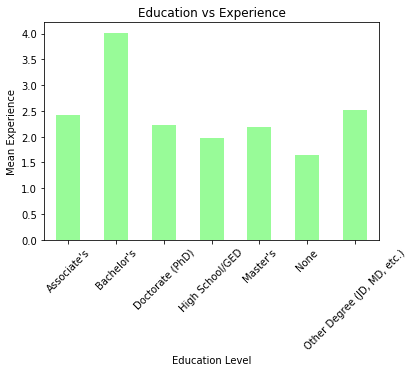 Education vs Experience
Mean Experience
4.0
3.5
3.0
2.5
2.0
1.5
1.0
0.5
0.0
Associate's
Bachelor's
Doctorate (PhD)
High School/GED
Master's
None
Other Degree (JD, MD, etc.)
Education Level